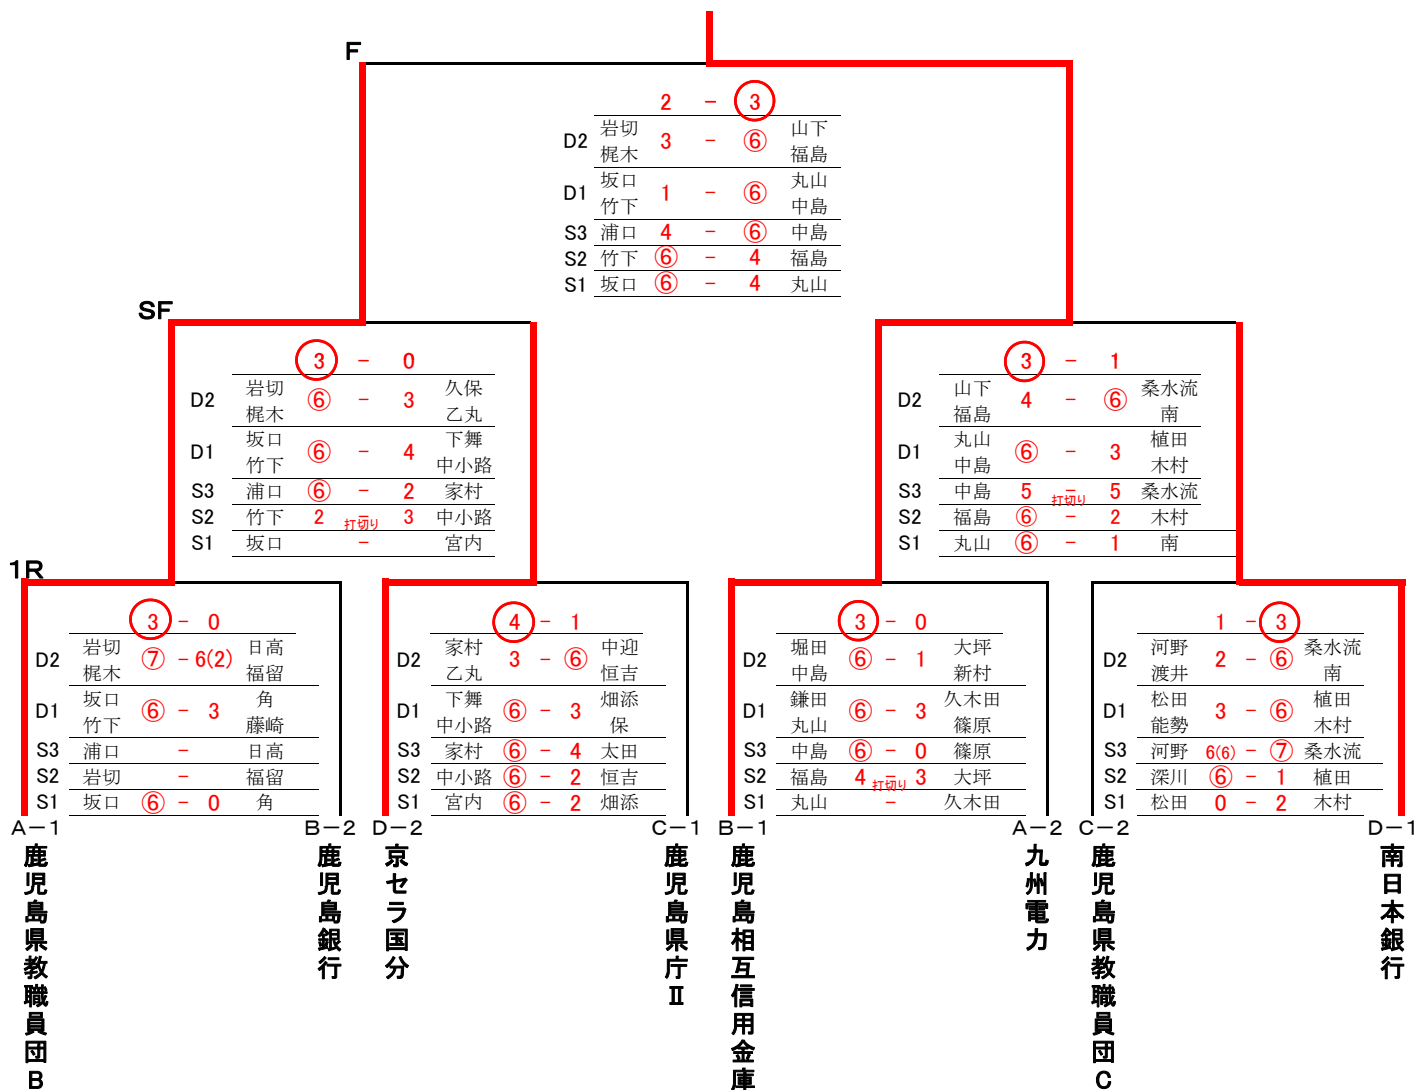 F
2 － ③
D2 岩切 梶木 3 － ⑥ 山下 福島
D1 坂口 竹下 1 － ⑥ 丸山 中島
S3 浦口 4 － ⑥ 中島
S2 竹下 ⑥ － 4 福島
S1 坂口 ⑥ － 4 丸山
SF
③ － 0
D2 岩切 梶木 ⑥ － 3 久保 乙丸
D1 坂口 竹下 ⑥ － 4 下舞 中小路
S3 浦口 ⑥ － 2 家村
S2 竹下 2 － 打切り 3 中小路
S1 坂口 － 宮内
③ － 1
D2 山下 福島 4 － ⑥ 桑水流 南
D1 丸山 中島 ⑥ － 3 植田 木村
S3 中島 5 － 打切り 5 桑水流
S2 福島 ⑥ － 2 木村
S1 丸山 ⑥ － 1 南
1R
③ － 0
D2 岩切 梶木 ⑦ － 6(2) 日高 福留
D1 坂口 竹下 ⑥ － 3 角 藤崎
S3 浦口 － 日高
S2 岩切 － 福留
S1 坂口 ⑥ － 0 角
④ － 1
D2 家村 乙丸 3 － ⑥ 中迎 恒吉
D1 下舞 中小路 ⑥ － 3 畑添 保
S3 家村 ⑥ － 4 太田
S2 中小路 ⑥ － 2 恒吉
S1 宮内 ⑥ － 2 畑添
③ － 0
D2 堀田 中島 ⑥ － 1 大坪 新村
D1 鎌田 丸山 ⑥ － 3 久木田 篠原
S3 中島 ⑥ － 0 篠原
S2 福島 4 － 打切り 3 大坪
S1 丸山 － 久木田
1 － ③
D2 河野 渡井 2 － ⑥ 桑水流 南
D1 松田 能勢 3 － ⑥ 植田 木村
S3 河野 6(6) － ⑦ 桑水流
S2 深川 ⑥ － 1 植田
S1 松田 0 － 2 木村
A－1 B－2 D－2 C－1 B－1 A－2 C－2 D－1
鹿児島県教職員団B
鹿児島銀行
京セラ国分
鹿児島県庁Ⅱ
鹿児島相互信用金庫
九州電力
鹿児島県教職員団C
南日本銀行